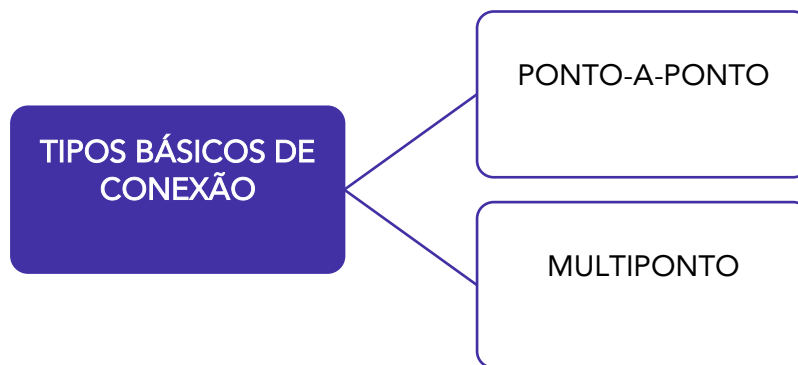 TIPOS BÁSICOS DE
CONEXÃO
PONTO-A-PONTO
MULTIPONTO